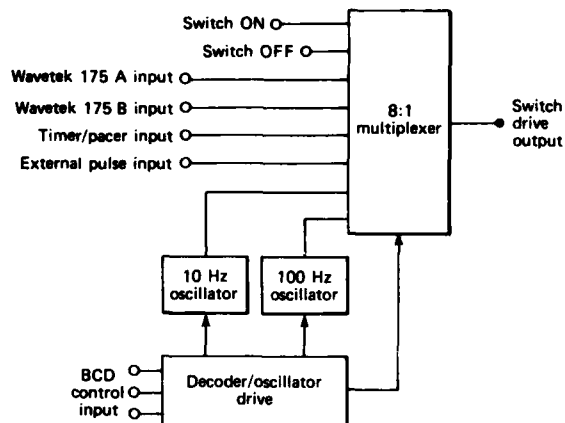 Switch ON
Switch OFF
Wavetek 175 A input
Wavetek 175 B input
Timer/pacer input
External pulse input
8:1
multiplexer
Switch
drive
output
10 Hz
oscillator
100 Hz
oscillator
BCD
control
input
Decoder/oscillator
drive